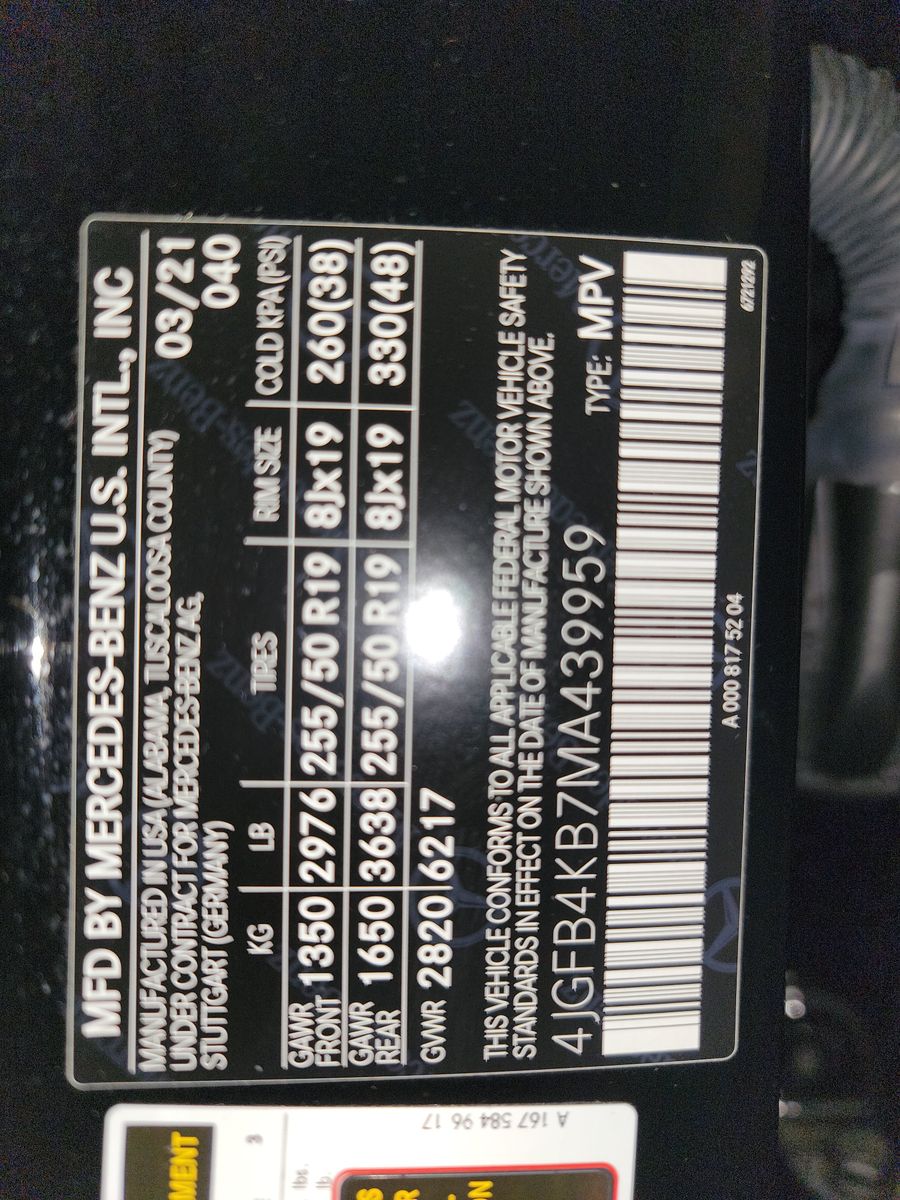 MFD BY MERCEDES-BENZ U.S. INTL., INC
MANUFACTURED IN USA (ALABAMA, TUSCALOOSA COUNTY) 03/21
UNDER CONTRACT FOR MERCEDES-BENZ AG,
STUTTGART (GERMANY) 040
KG LB TIRES RIM SIZE COLD KPA (PSI)
GAWR
FRONT 1350 2976 255/50 R19 8Jx19 260(38)
GAWR
REAR 1650 3638 255/50 R19 8Jx19 330(48)
GVWR 2820 6217
THIS VEHICLE CONFORMS TO ALL APPLICABLE FEDERAL MOTOR VEHICLE SAFETY
STANDARDS IN EFFECT ON THE DATE OF MANUFACTURE SHOWN ABOVE.
4JGFB4KB7MA439959 TYPE: MPV
A 000 817 52 04
A 167 584 96 17
MENT
lbs.
lb.
S
R
ON